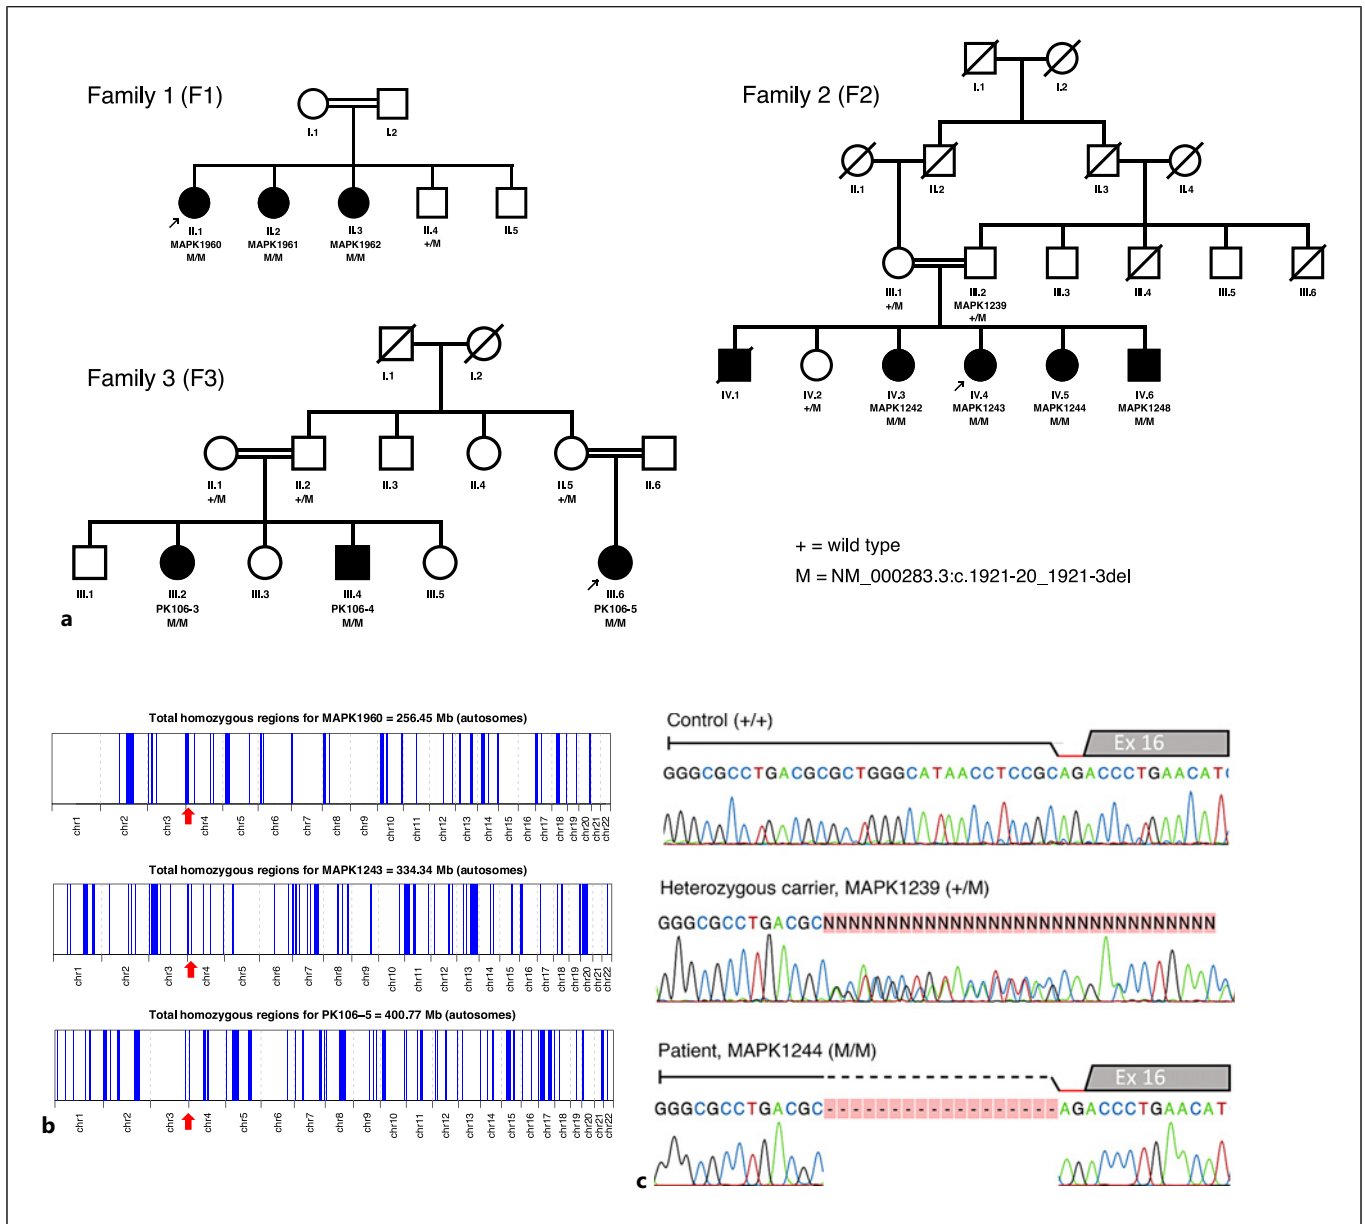 Family 1 (F1)
I.1
I.2
II.1
MAPK1960
M/M
II.2
MAPK1961
M/M
II.3
MAPK1962
M/M
II.4
+/M
II.5
Family 2 (F2)
I.1
I.2
II.1
II.2
II.3
II.4
III.1
+/M
III.2
MAPK1239
+/M
III.3
III.4
III.5
III.6
IV.1
IV.2
+/M
IV.3
MAPK1242
M/M
IV.4
MAPK1243
M/M
IV.5
MAPK1244
M/M
IV.6
MAPK1248
M/M
Family 3 (F3)
I.1
I.2
II.1
+/M
II.2
+/M
II.3
II.4
II.5
+/M
II.6
III.1
III.2
PK106-3
M/M
III.3
III.4
PK106-4
M/M
III.5
III.6
PK106-5
M/M
+ = wild type
M = NM_000283.3:c.1921-20_1921-3del
a
Total homozygous regions for MAPK1960 = 256.45 Mb (autosomes)
chr1 chr2 chr3 chr4 chr5 chr6 chr7 chr8 chr9 chr10 chr11 chr12 chr13 chr14 chr15 chr16 chr17 chr18 chr19 chr20 chr21 chr22
Total homozygous regions for MAPK1243 = 334.34 Mb (autosomes)
chr1 chr2 chr3 chr4 chr5 chr6 chr7 chr8 chr9 chr10 chr11 chr12 chr13 chr14 chr15 chr16 chr17 chr18 chr19 chr20 chr21 chr22
Total homozygous regions for PK106–5 = 400.77 Mb (autosomes)
chr1 chr2 chr3 chr4 chr5 chr6 chr7 chr8 chr9 chr10 chr11 chr12 chr13 chr14 chr15 chr16 chr17 chr18 chr19 chr20 chr21 chr22
b
Control (+/+)
Ex 16
GGGCGCCTGACGCGCTGGGCATAACCTCCGCAGACCCTGAACATC
Heterozygous carrier, MAPK1239 (+/M)
GGGCGCCTGACGCNNNNNNNNNNNNNNNNNNNNNNNNNNNNNN
Patient, MAPK1244 (M/M)
Ex 16
GGGCGCCTGACGC------------------AGACCCTGAACAT
c